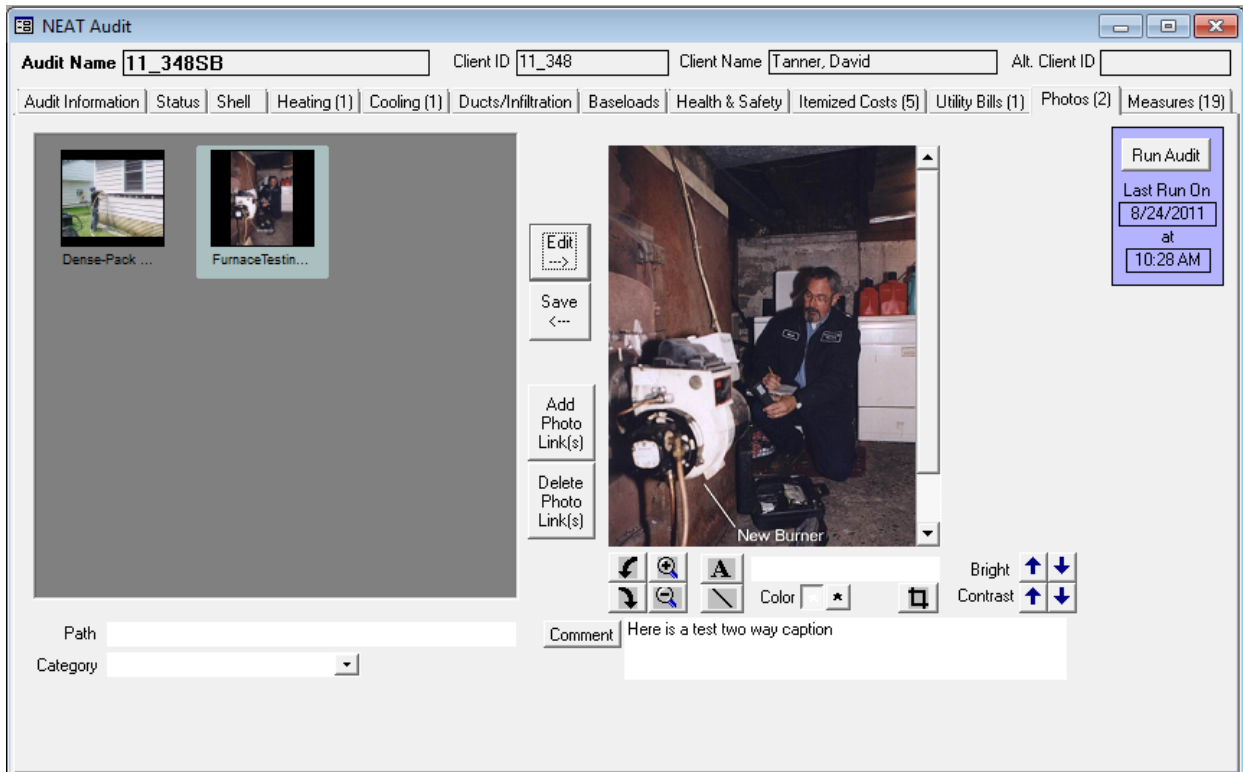 NEAT Audit
Audit Name 11_348SB Client ID 11_348 Client Name Tanner, David Alt. Client ID
Audit Information Status Shell Heating (1) Cooling (1) Ducts/Infiltration Baseloads Health & Safety Itemized Costs (5) Utility Bills (1) Photos (2) Measures (19)
Run Audit
Last Run On
8/24/2011
at
10:28 AM
Dense-Pack ... FurnaceTestin...
Edit
--->
Save
<---
Add
Photo
Link(s)
Delete
Photo
Link(s)
New Burner
A
Bright
Color
Contrast
Path
Comment Here is a test two way caption
Category